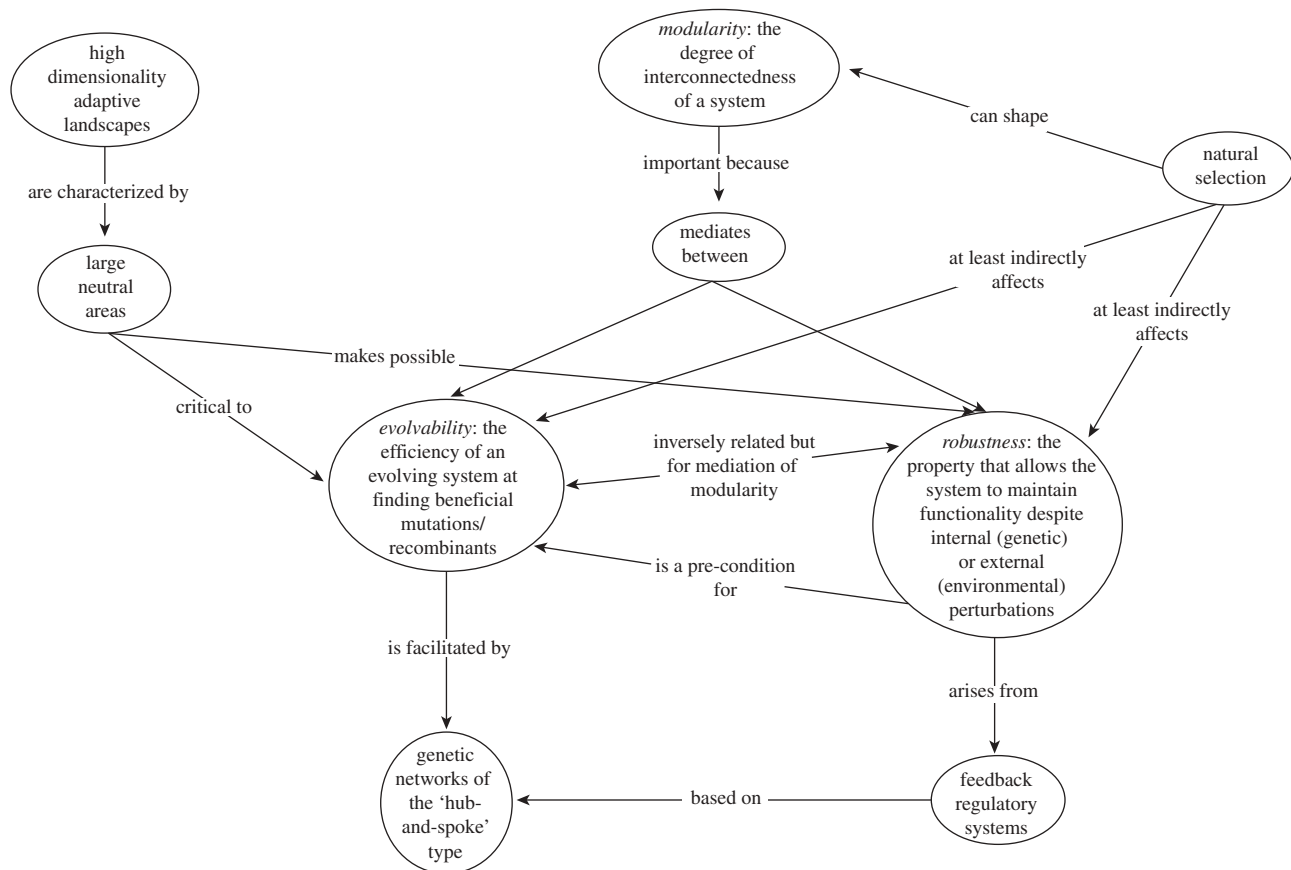 high
dimensionality
adaptive
landscapes
modularity: the
degree of
interconnectedness
of a system
can shape
natural
selection
are characterized by
important because
large
neutral
areas
mediates
between
at least indirectly
affects
at least indirectly
affects
makes possible
critical to
evolvability: the
efficiency of an
evolving system at
finding beneficial
mutations/
recombinants
inversely related but
for mediation of
modularity
robustness: the
property that allows the
system to maintain
functionality despite
internal (genetic)
or external
(environmental)
perturbations
is a pre-condition
for
is facilitated by
arises from
genetic
networks of
the ‘hub-
and-spoke’
type
based on
feedback
regulatory
systems